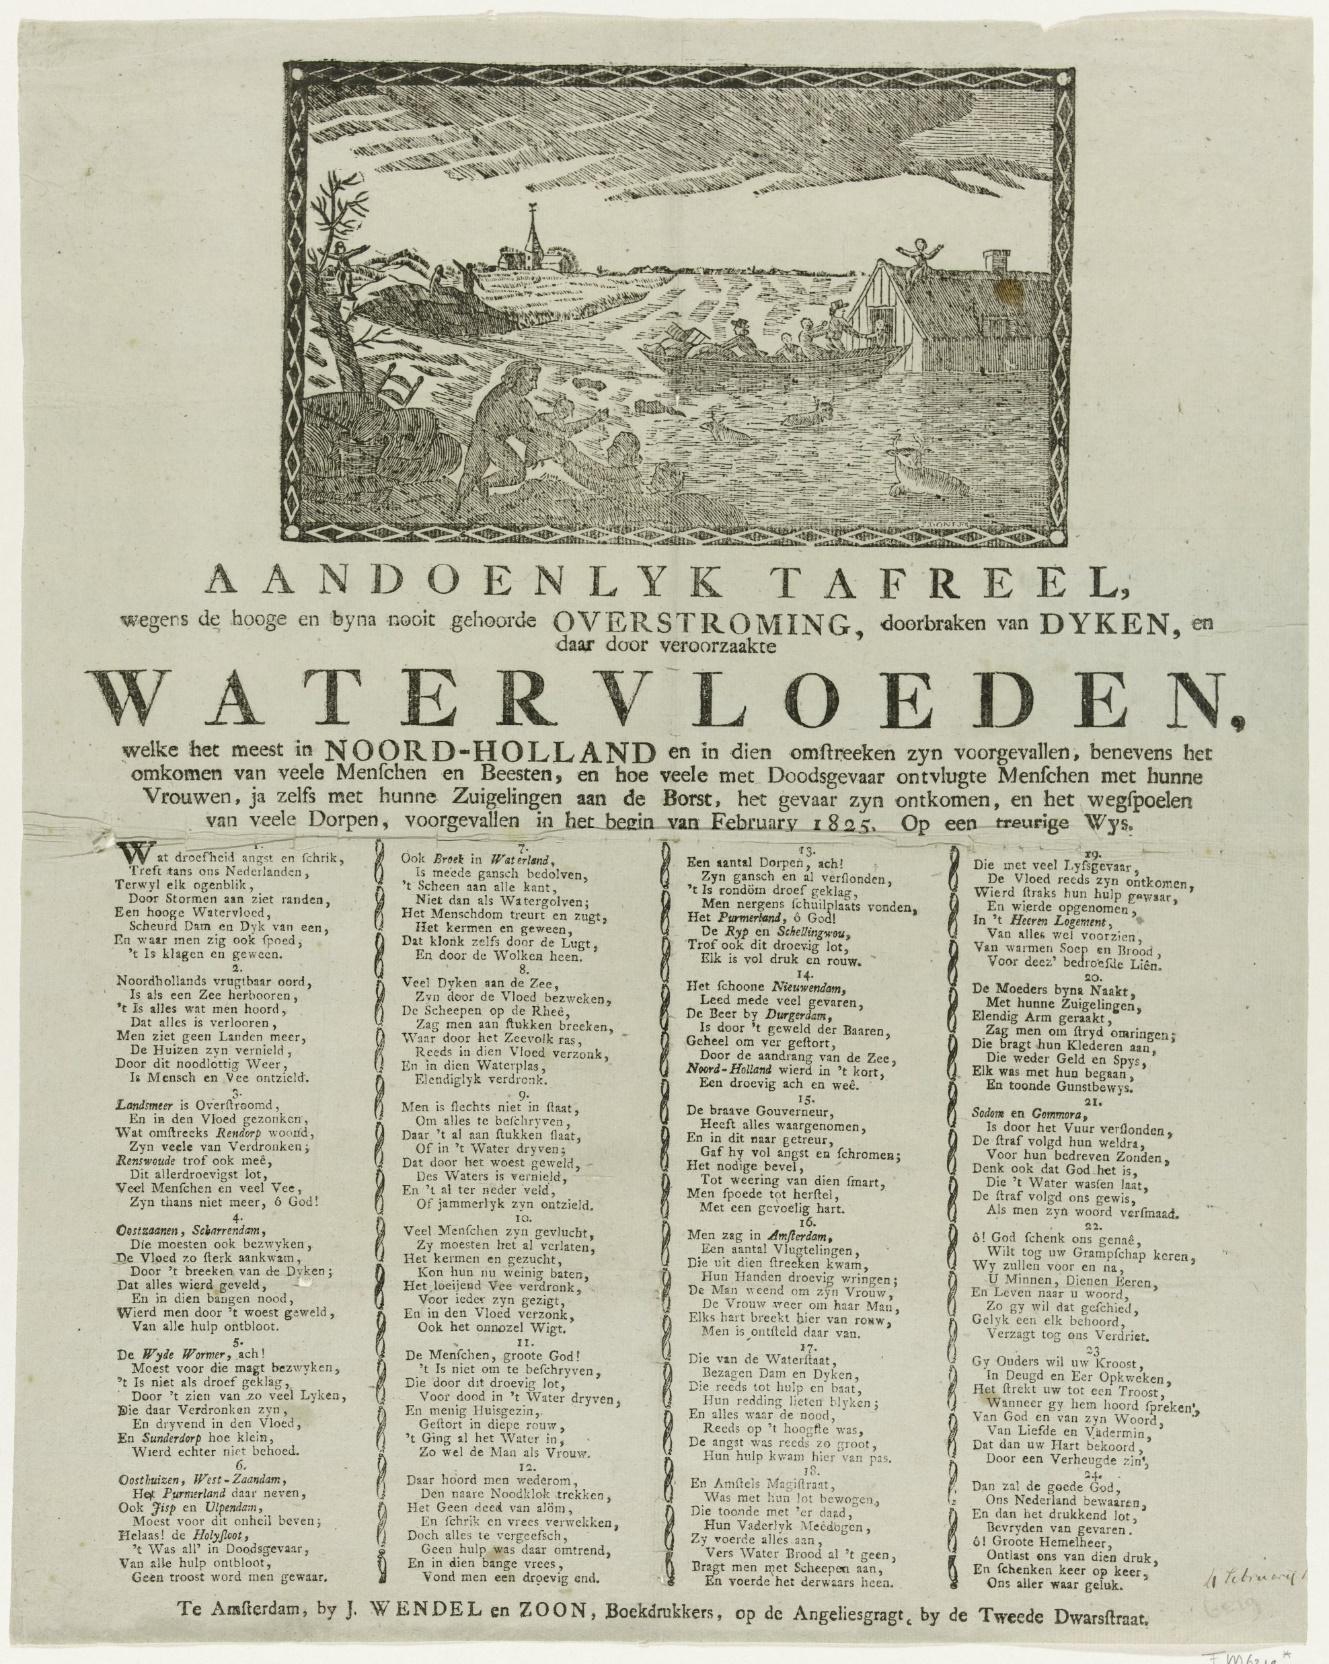 AANDOENLYK TAFREEL,
wegens de hooge en byna nooit gehoorde OVERSTROMING, doorbraken van DYKEN, en
daar door veroorzaakte
WATERVLOEDEN,
welke het meest in NOORD-HOLLAND en in dien omſtreeken zyn voorgevallen, benevens het
omkomen van veele Menſchen en Beesten, en hoe veele met Doodsgevaar ontvlugte Menſchen met hunne
Vrouwen, ja zelfs met hunne Zuigelingen aan de Borst, het gevaar zyn ontkomen, en het wegſpoelen
van veele Dorpen, voorgevallen in het begin van February 1825. Op een treurige Wys.
1.
Wat droefheid angst en ſchrik,
Treft tans ons Nederlanden,
Terwyl elk ogenblik,
Door Stormen aan ziet randen,
Een hooge Watervloed,
Scheurd Dam en Dyk van een,
En waar men zig ook ſpoed,
't Is klagen en geween.
2.
Noordhollands vrugtbaar oord,
Is als een Zee herbooren,
't Is alles wat men hoord,
Dat alles is verlooren,
Men ziet geen Landen meer,
De Huizen zyn vernield,
Door dit noodlottig Weer,
Is Mensch en Vee ontzield.
3.
Landsmeer is Overſtroomd,
En in den Vloed gezonken,
Wat omſtreeks Rendorp woond,
Zyn veele van Verdronken;
Renswoude trof ook meê,
Dit allerdroevigst lot,
Veel Menſchen en veel Vee,
Zyn thans niet meer, ô God!
4.
Oostzaanen, Scharrendam,
Die moesten ook bezwyken,
De Vloed zo ſterk aankwam,
Door 't breeken van de Dyken;
Dat alles wierd geveld,
En in dien bangen nood,
Wierd men door 't woest geweld,
Van alle hulp ontbloot.
5.
De Wyde Wormer, ach!
Moest voor die magt bezwyken,
't Is niet als droef geklag,
Door 't zien van zo veel Lyken,
Die daar Verdronken zyn,
En dryvend in den Vloed,
En Sunderdorp hoe klein,
Wierd echter niet behoed.
6.
Oosthuizen, West-Zaandam,
Het Purmerland daar neven,
Ook Jisp en Ulpendam,
Moest voor dit onheil beven;
Helaas! de Holyſloot,
't Was all' in Doodsgevaar,
Van alle hulp ontbloot,
Geen troost word men gewaar.
7.
Ook Broek in Waterland,
Is meede gansch bedolven,
't Scheen aan alle kant,
Niet dan als Watergolven;
Het Menschdom treurt en zugt,
Het kermen en geween,
Dat klonk zelfs door de Lugt,
En door de Wolken heen.
8.
Veel Dyken aan de Zee,
Zyn door de Vloed bezweken,
De Scheepen op de Rheê,
Zag men aan ſtukken breeken,
Waar door het Zeevolk ras,
Reeds in dien Vloed verzonk,
En in dien Waterplas,
Elendiglyk verdronk.
9.
Men is ſlechts niet in ſtaat,
Om alles te beſchryven,
Daar 't al aan ſtukken ſlaat,
Of in 't Water dryven;
Dat door het woest geweld,
Des Waters is vernield,
En 't al ter neder veld,
Of jammerlyk zyn ontzield.
10.
Veel Menſchen zyn gevlucht,
Zy moesten het al verlaten,
Het kermen en gezucht,
Kon hun nu weinig baten,
Het loeijend Vee verdronk,
Voor ieder zyn gezigt,
En in den Vloed verzonk,
Ook het onnozel Wigt.
11.
De Menſchen, groote God!
't Is niet om te beſchryven,
Die door dit droevig lot,
Voor dood in 't Water dryven,
En menig Huisgezin,
Geſtort in diepe rouw,
't Ging al het Water in,
Zo wel de Man als Vrouw.
12.
Daar hoord men wederom,
Den naare Noodklok trekken,
Het Geen deed van alöm,
En ſchrik en vrees verwekken,
Doch alles te vergeefsch,
Geen hulp was daar omtrend,
En in dien bange vrees,
Vond men een droevig end.
13.
Een aantal Dorpen, ach!
Zyn gansch en al verſlonden,
't Is rondöm droef geklag,
Men nergens ſchuilplaats vonden,
Het Purmerland, ô God!
De Ryp en Schellingwou,
Trof ook dit droevig lot,
Elk is vol druk en rouw.
14.
Het ſchoone Nieuwendam,
Leed mede veel gevaren,
De Beer by Durgerdam,
Is door 't geweld der Baaren,
Geheel om ver geſtort,
Door de aandrang van de Zee,
Noord-Holland wierd in 't kort,
Een droevig ach en weê.
15.
De braave Gouverneur,
Heeft alles waargenomen,
En in dit naar getreur,
Gaf hy vol angst en ſchromen;
Het nodige bevel,
Tot weering van dien ſmart,
Men ſpoede tot herſtel,
Met een gevoelig hart.
16.
Men zag in Amſterdam,
Een aantal Vlugtelingen,
Die uit dien ſtreeken kwam,
Hun Handen droevig wringen;
De Man weend om zyn Vrouw,
De Vrouw weer om haar Man,
Elks hart breekt hier van rouw,
Men is ontſteld daar van.
17.
Die van de Waterſtaat,
Bezagen Dam en Dyken,
Die reeds tot hulp en baat,
Hun redding lieten blyken;
En alles waar de nood,
Reeds op 't hoogſte was,
De angst was reeds zo groot,
Hun hulp kwam hier van pas.
18.
En Amſtels Magiſtraat,
Was met hun lot bewogen,
Die toonde met 'er daad,
Hun Vaderlyk Meêdogen,
Zy voerde alles aan,
Vers Water Brood al 't geen,
Bragt men met Scheepen aan,
En voerde het derwaars heen.
19.
Die met veel Lyfsgevaar,
De Vloed reeds zyn ontkomen,
Wierd ſtraks hun hulp gewaar,
En wierde opgenomen,
In 't Heeren Logement,
Van alles wel voorzien,
Van warmen Soep en Brood,
Voor deez' bedroefde Liên.
20.
De Moeders byna Naakt,
Met hunne Zuigelingen,
Elendig Arm geraakt,
Zag men om ſtryd omringen;
Die bragt hun Klederen aan,
Die weder Geld en Spys,
Elk was met hun begaan,
En toonde Gunstbewys.
21.
Sodom en Gommora,
Is door het Vuur verſlonden,
De ſtraf volgd hun weldra,
Voor hun bedreven Zonden,
Denk ook dat God het is,
Die 't Water wasſen laat,
De ſtraf volgd ons gewis,
Als men zyn woord verſmaad.
22.
ô! God ſchenk ons genaê,
Wilt tog uw Gramſchap keren,
Wy zullen voor en na,
U Minnen, Dienen Eeren,
En Leven naar u woord,
Zo gy wil dat geſchied,
Gelyk een elk behoord,
Verzagt tog ons Verdriet.
23
Gy Ouders wil uw Kroost,
In Deugd en Eer Opkweken,
Het ſtrekt uw tot een Troost,
Wanneer gy hem hoord ſpreken,
Van God en van zyn Woord,
Van Liefde en Vadermin,
Dat dan uw Hart bekoord,
Door een Verheugde zin,
24.
Dan zal de goede God,
Ons Nederland bewaaren,
En dan het drukkend lot,
Bevryden van gevaren.
ô! Groote Hemelheer,
Ontlast ons van dien druk,
En ſchenken keer op keer,
Ons aller waar geluk.
4 februarij
Te Amſterdam, by J. WENDEL en ZOON, Boekdrukkers, op de Angeliesgragt, by de Tweede Dwarsſtraat.